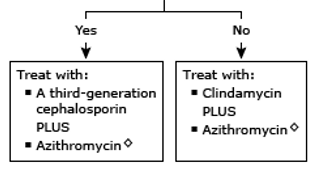 Yes
No
Treat with:
■ A third-generation
cephalosporin
PLUS
■ Azithromycin◇
Treat with:
■ Clindamycin
PLUS
■ Azithromycin◇